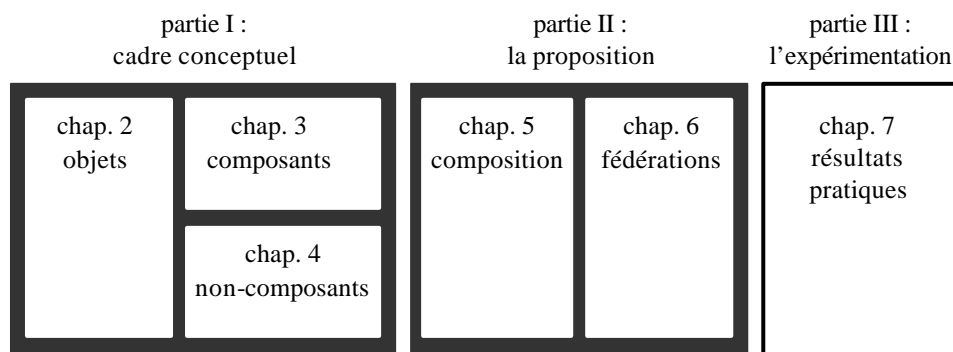 partie I :
cadre conceptuel
partie II :
la proposition
partie III :
l’expérimentation
chap. 2
objets
chap. 3
composants
chap. 4
non-composants
chap. 5
composition
chap. 6
fédérations
chap. 7
résultats
pratiques